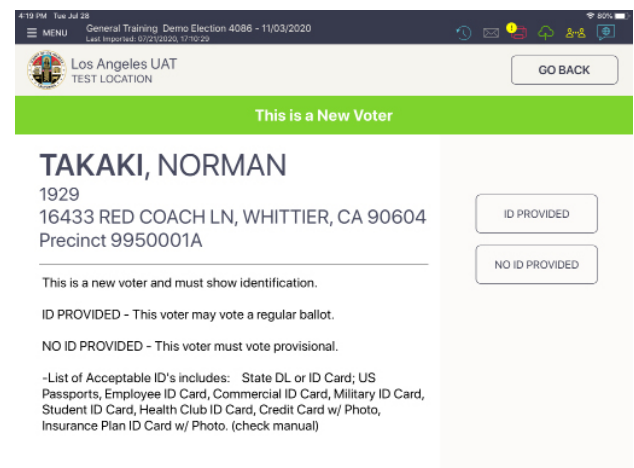 4:19 PM Tue Jul 28
80%
MENU
General Training Demo Election 4086 - 11/03/2020
Last Imported: 07/21/2020, 17:10:29
Los Angeles UAT
TEST LOCATION
GO BACK
This is a New Voter
TAKAKI, NORMAN
1929
16433 RED COACH LN, WHITTIER, CA 90604
Precinct 9950001A
ID PROVIDED
NO ID PROVIDED
This is a new voter and must show identification.
ID PROVIDED - This voter may vote a regular ballot.
NO ID PROVIDED - This voter must vote provisional.
-List of Acceptable ID's includes: State DL or ID Card; US
Passports, Employee ID Card, Commercial ID Card, Military ID Card,
Student ID Card, Health Club ID Card, Credit Card w/ Photo,
Insurance Plan ID Card w/ Photo. (check manual)